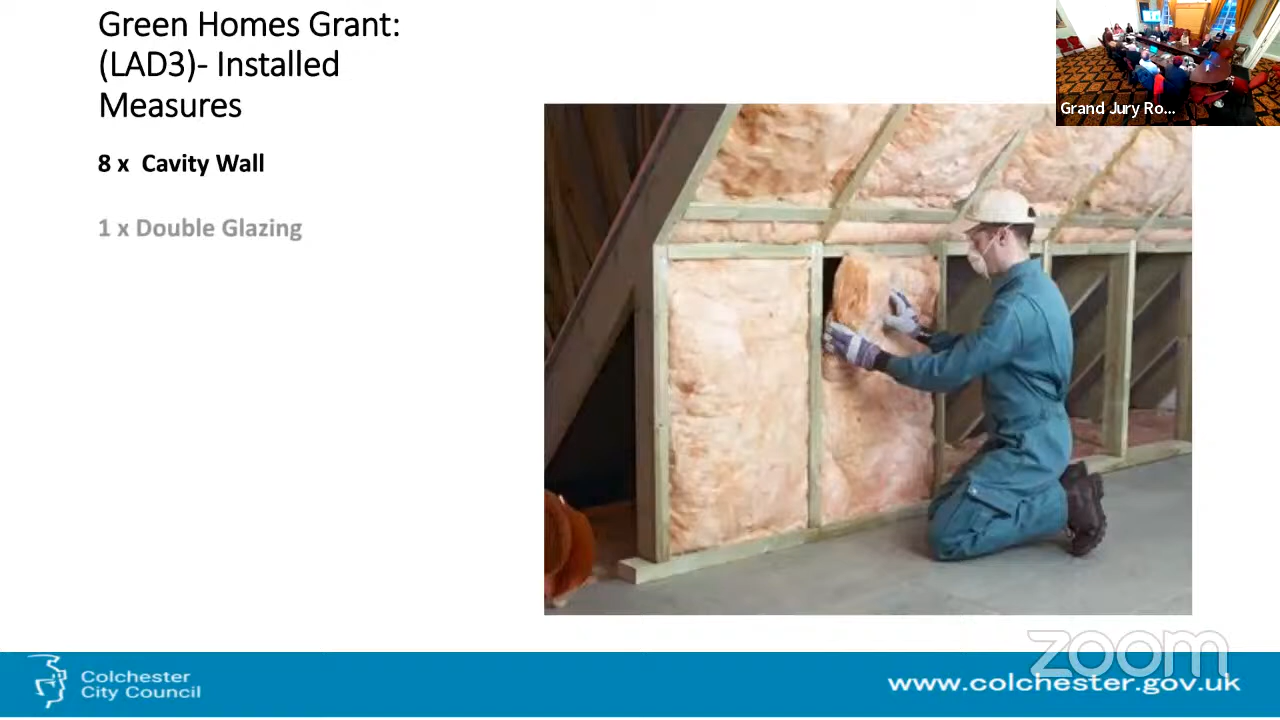 Green Homes Grant:
(LAD3)- Installed
Measures
8 x  Cavity Wall
1 x Double Glazing
Grand Jury Ro...
zoom
Colchester
City Council
www.colchester.gov.uk